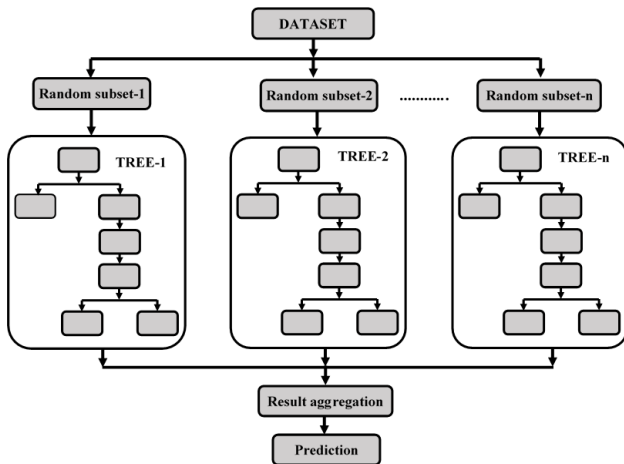 DATASET
Random subset-1
Random subset-2
............
Random subset-n
TREE-1
TREE-2
TREE-n
Result aggregation
Prediction